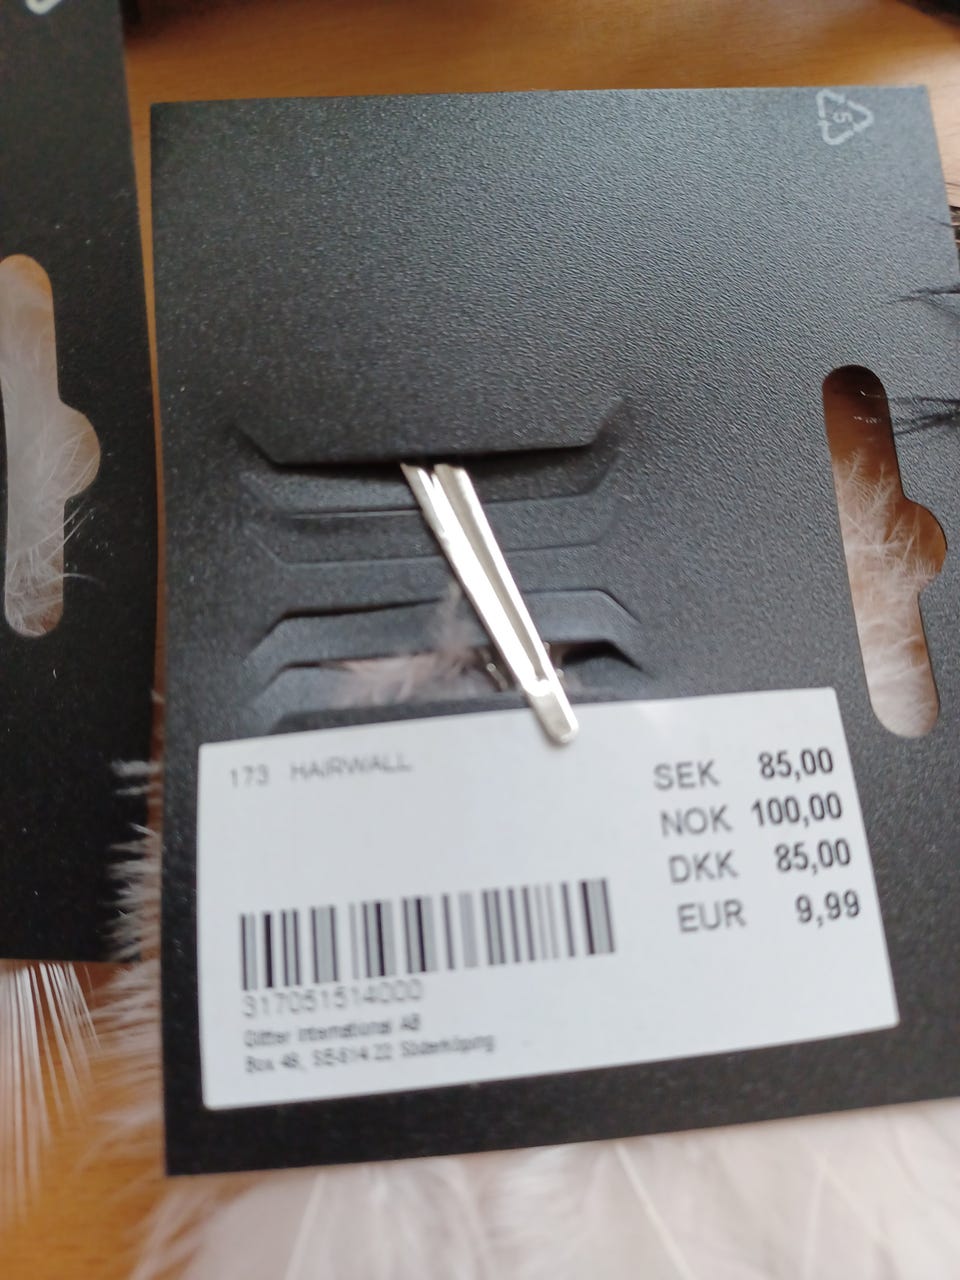 5
173 HAIRWALL
SEK 85,00
NOK 100,00
DKK 85,00
EUR 9,99
317051514000
Glitter International AB
Box 48, SE-614 22 Söderköping